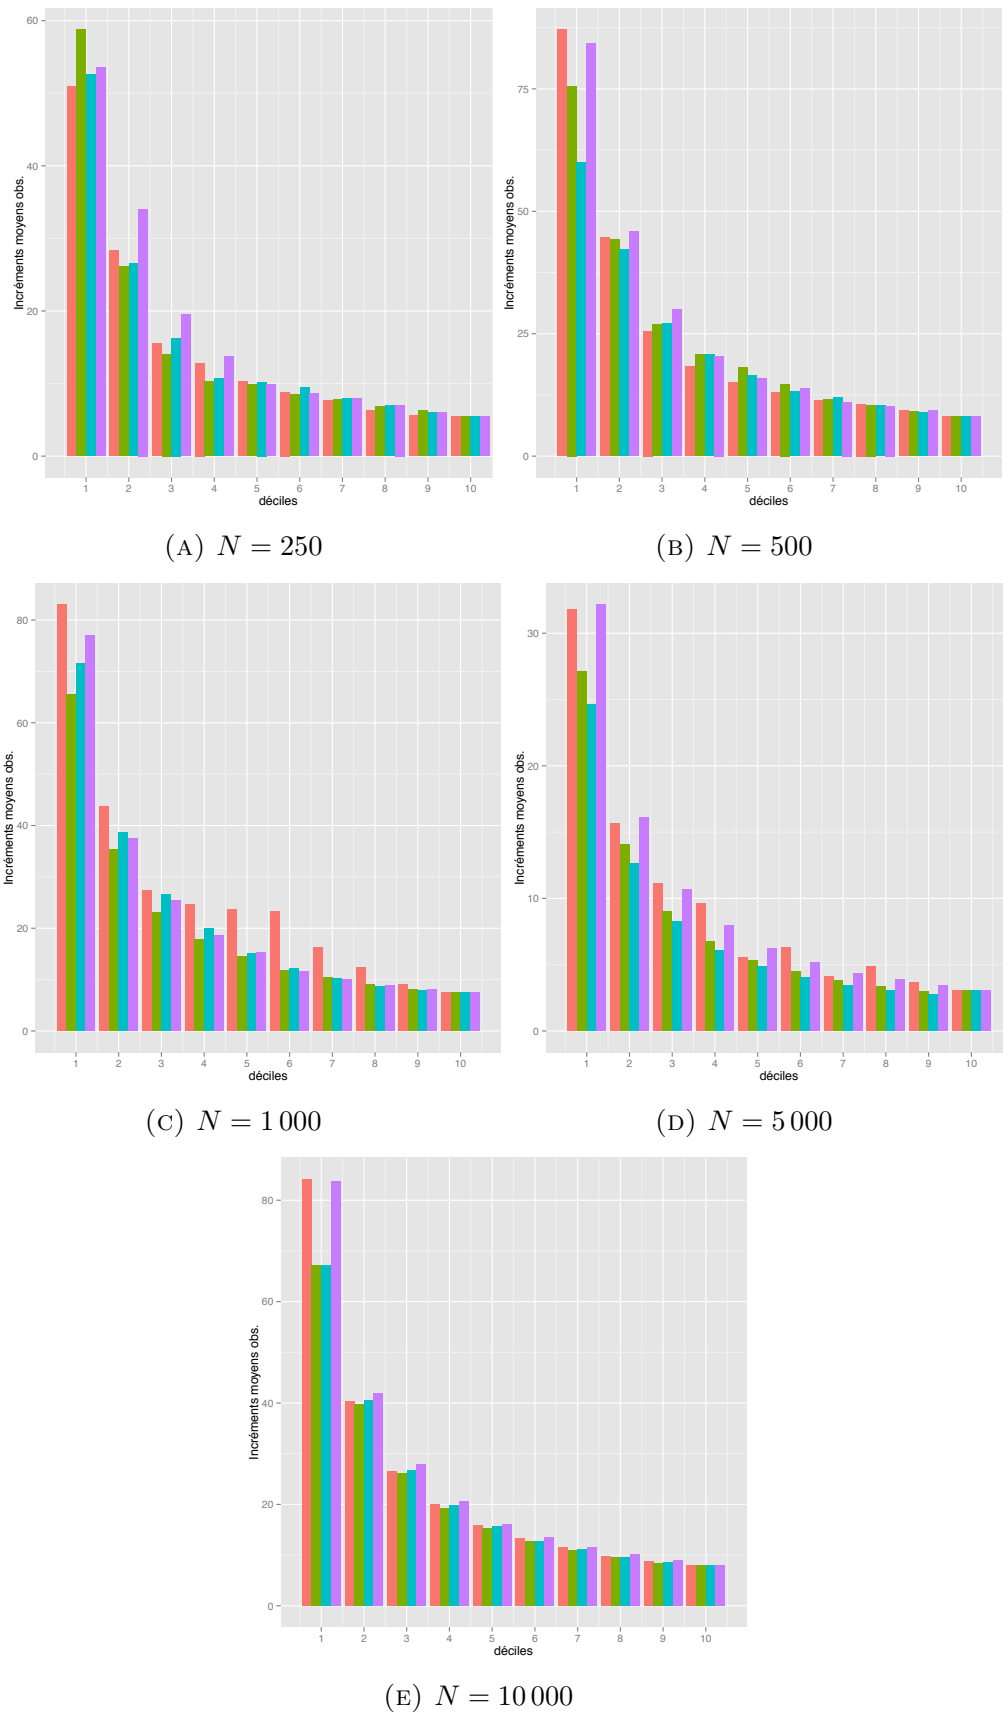 60
40
20
0
Incréments moyens obs.
1 2 3 4 5 6 7 8 9 10
déciles
(A) N = 250
75
50
25
0
Incréments moyens obs.
1 2 3 4 5 6 7 8 9 10
déciles
(B) N = 500
80
60
40
20
0
Incréments moyens obs.
1 2 3 4 5 6 7 8 9 10
déciles
(C) N = 1 000
30
20
10
0
Incréments moyens obs.
1 2 3 4 5 6 7 8 9 10
déciles
(D) N = 5 000
80
60
40
20
0
Incréments moyens obs.
1 2 3 4 5 6 7 8 9 10
déciles
(E) N = 10 000